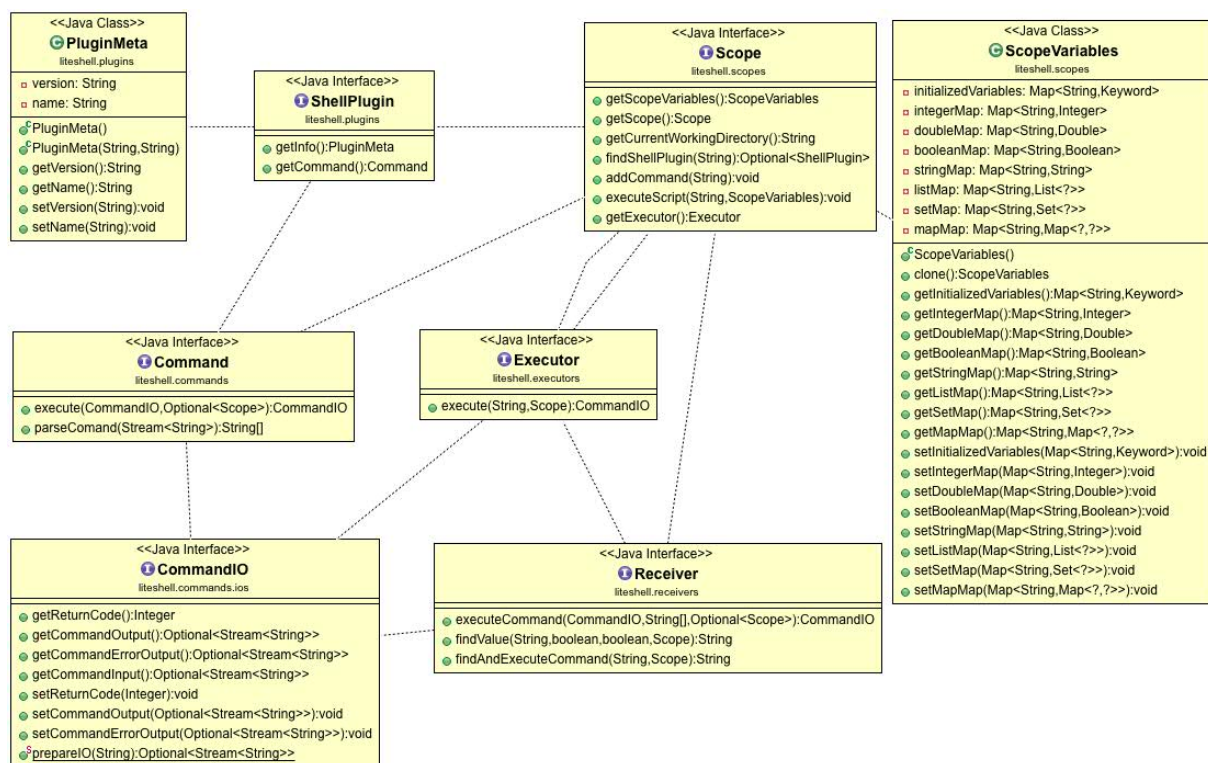 <<Java Class>>
PluginMeta
liteshell.plugins
version: String
name: String
PluginMeta()
PluginMeta(String,String)
getVersion():String
getName():String
setVersion(String):void
setName(String):void
<<Java Interface>>
ShellPlugin
liteshell.plugins
getInfo():PluginMeta
getCommand():Command
<<Java Interface>>
Scope
liteshell.scopes
getScopeVariables():ScopeVariables
getScope():Scope
getCurrentWorkingDirectory():String
findShellPlugin(String):Optional<ShellPlugin>
addCommand(String):void
executeScript(String,ScopeVariables):void
getExecutor():Executor
<<Java Class>>
ScopeVariables
liteshell.scopes
initializedVariables: Map<String,Keyword>
integerMap: Map<String,Integer>
doubleMap: Map<String,Double>
booleanMap: Map<String,Boolean>
stringMap: Map<String,String>
listMap: Map<String,List<?>>
setMap: Map<String,Set<?>>
mapMap: Map<String,Map<?,?>>
ScopeVariables()
clone():ScopeVariables
getInitializedVariables():Map<String,Keyword>
getIntegerMap():Map<String,Integer>
getDoubleMap():Map<String,Double>
getBooleanMap():Map<String,Boolean>
getStringMap():Map<String,String>
getListMap():Map<String,List<?>>
getSetMap():Map<String,Set<?>>
getMapMap():Map<String,Map<?,?>>
setInitializedVariables(Map<String,Keyword>):void
setIntegerMap(Map<String,Integer>):void
setDoubleMap(Map<String,Double>):void
setBooleanMap(Map<String,Boolean>):void
setStringMap(Map<String,String>):void
setListMap(Map<String,List<?>>):void
setSetMap(Map<String,Set<?>>):void
setMapMap(Map<String,Map<?,?>>):void
<<Java Interface>>
Command
liteshell.commands
execute(CommandIO,Optional<Scope>):CommandIO
parseComand(Stream<String>):String[]
<<Java Interface>>
Executor
liteshell.executors
execute(String,Scope):CommandIO
<<Java Interface>>
CommandIO
liteshell.commands.ios
getReturnCode():Integer
getCommandOutput():Optional<Stream<String>>
getCommandErrorOutput():Optional<Stream<String>>
getCommandInput():Optional<Stream<String>>
setReturnCode(Integer):void
setCommandOutput(Optional<Stream<String>>):void
setCommandErrorOutput(Optional<Stream<String>>):void
prepareIO(String):Optional<Stream<String>>
<<Java Interface>>
Receiver
liteshell.receivers
executeCommand(CommandIO,String[],Optional<Scope>):CommandIO
findValue(String,boolean,boolean,Scope):String
findAndExecuteCommand(String,Scope):String